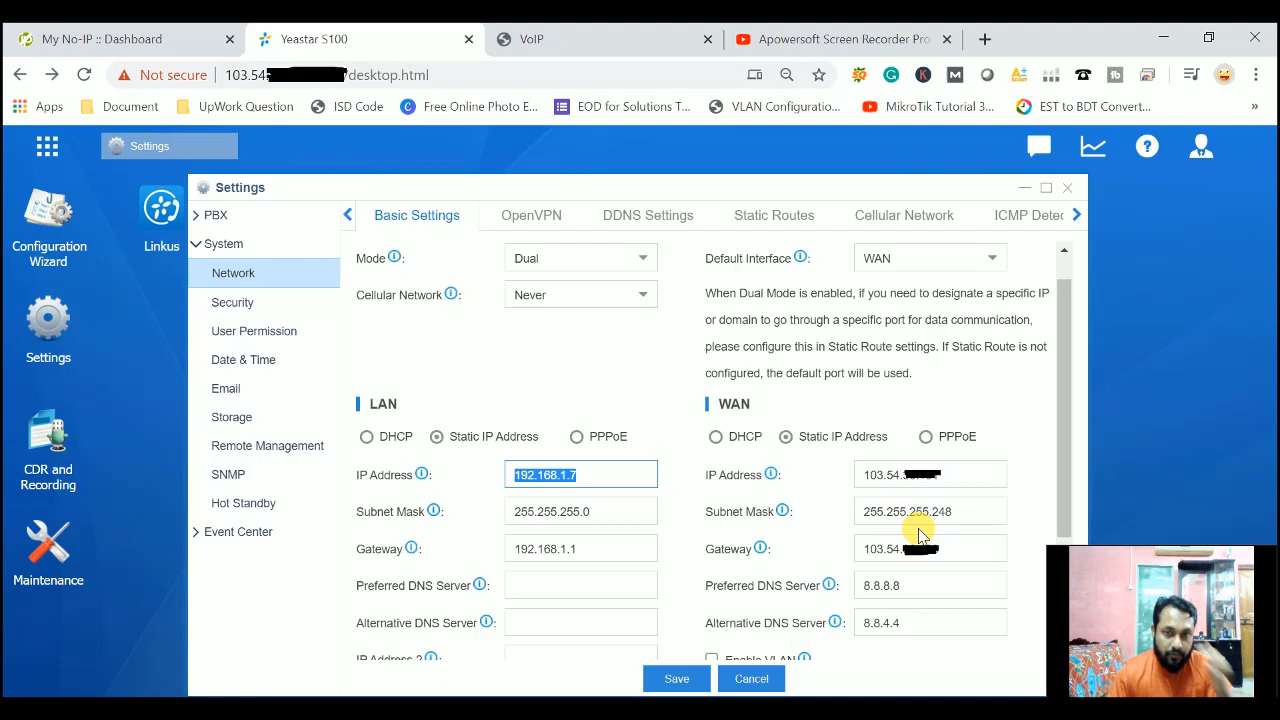 My No-IP :: Dashboard
Yeastar S100
VoIP
Apowersoft Screen Recorder Pro
Not secure
103.54. /desktop.html
Apps
Document
UpWork Question
ISD Code
Free Online Photo E...
EOD for Solutions T...
VLAN Configuratio...
MikroTik Tutorial 3...
EST to BDT Convert...
»
Settings
Configuration Wizard
Linkus
Settings
CDR and Recording
Maintenance
Settings
PBX
System
Network
Security
User Permission
Date & Time
Email
Storage
Remote Management
SNMP
Hot Standby
Event Center
Basic Settings
OpenVPN
DDNS Settings
Static Routes
Cellular Network
ICMP Detec
Mode : Dual
Default Interface : WAN
Cellular Network : Never
When Dual Mode is enabled, if you need to designate a specific IP
or domain to go through a specific port for data communication,
please configure this in Static Route settings. If Static Route is not
configured, the default port will be used.
LAN
DHCP Static IP Address PPPoE
IP Address : 192.168.1.7
Subnet Mask : 255.255.255.0
Gateway : 192.168.1.1
Preferred DNS Server :
Alternative DNS Server :
IP Address 2 :
WAN
DHCP Static IP Address PPPoE
IP Address : 103.54.
Subnet Mask : 255.255.255.248
Gateway : 103.54.
Preferred DNS Server : 8.8.8.8
Alternative DNS Server : 8.8.4.4
Enable VLAN
Save
Cancel